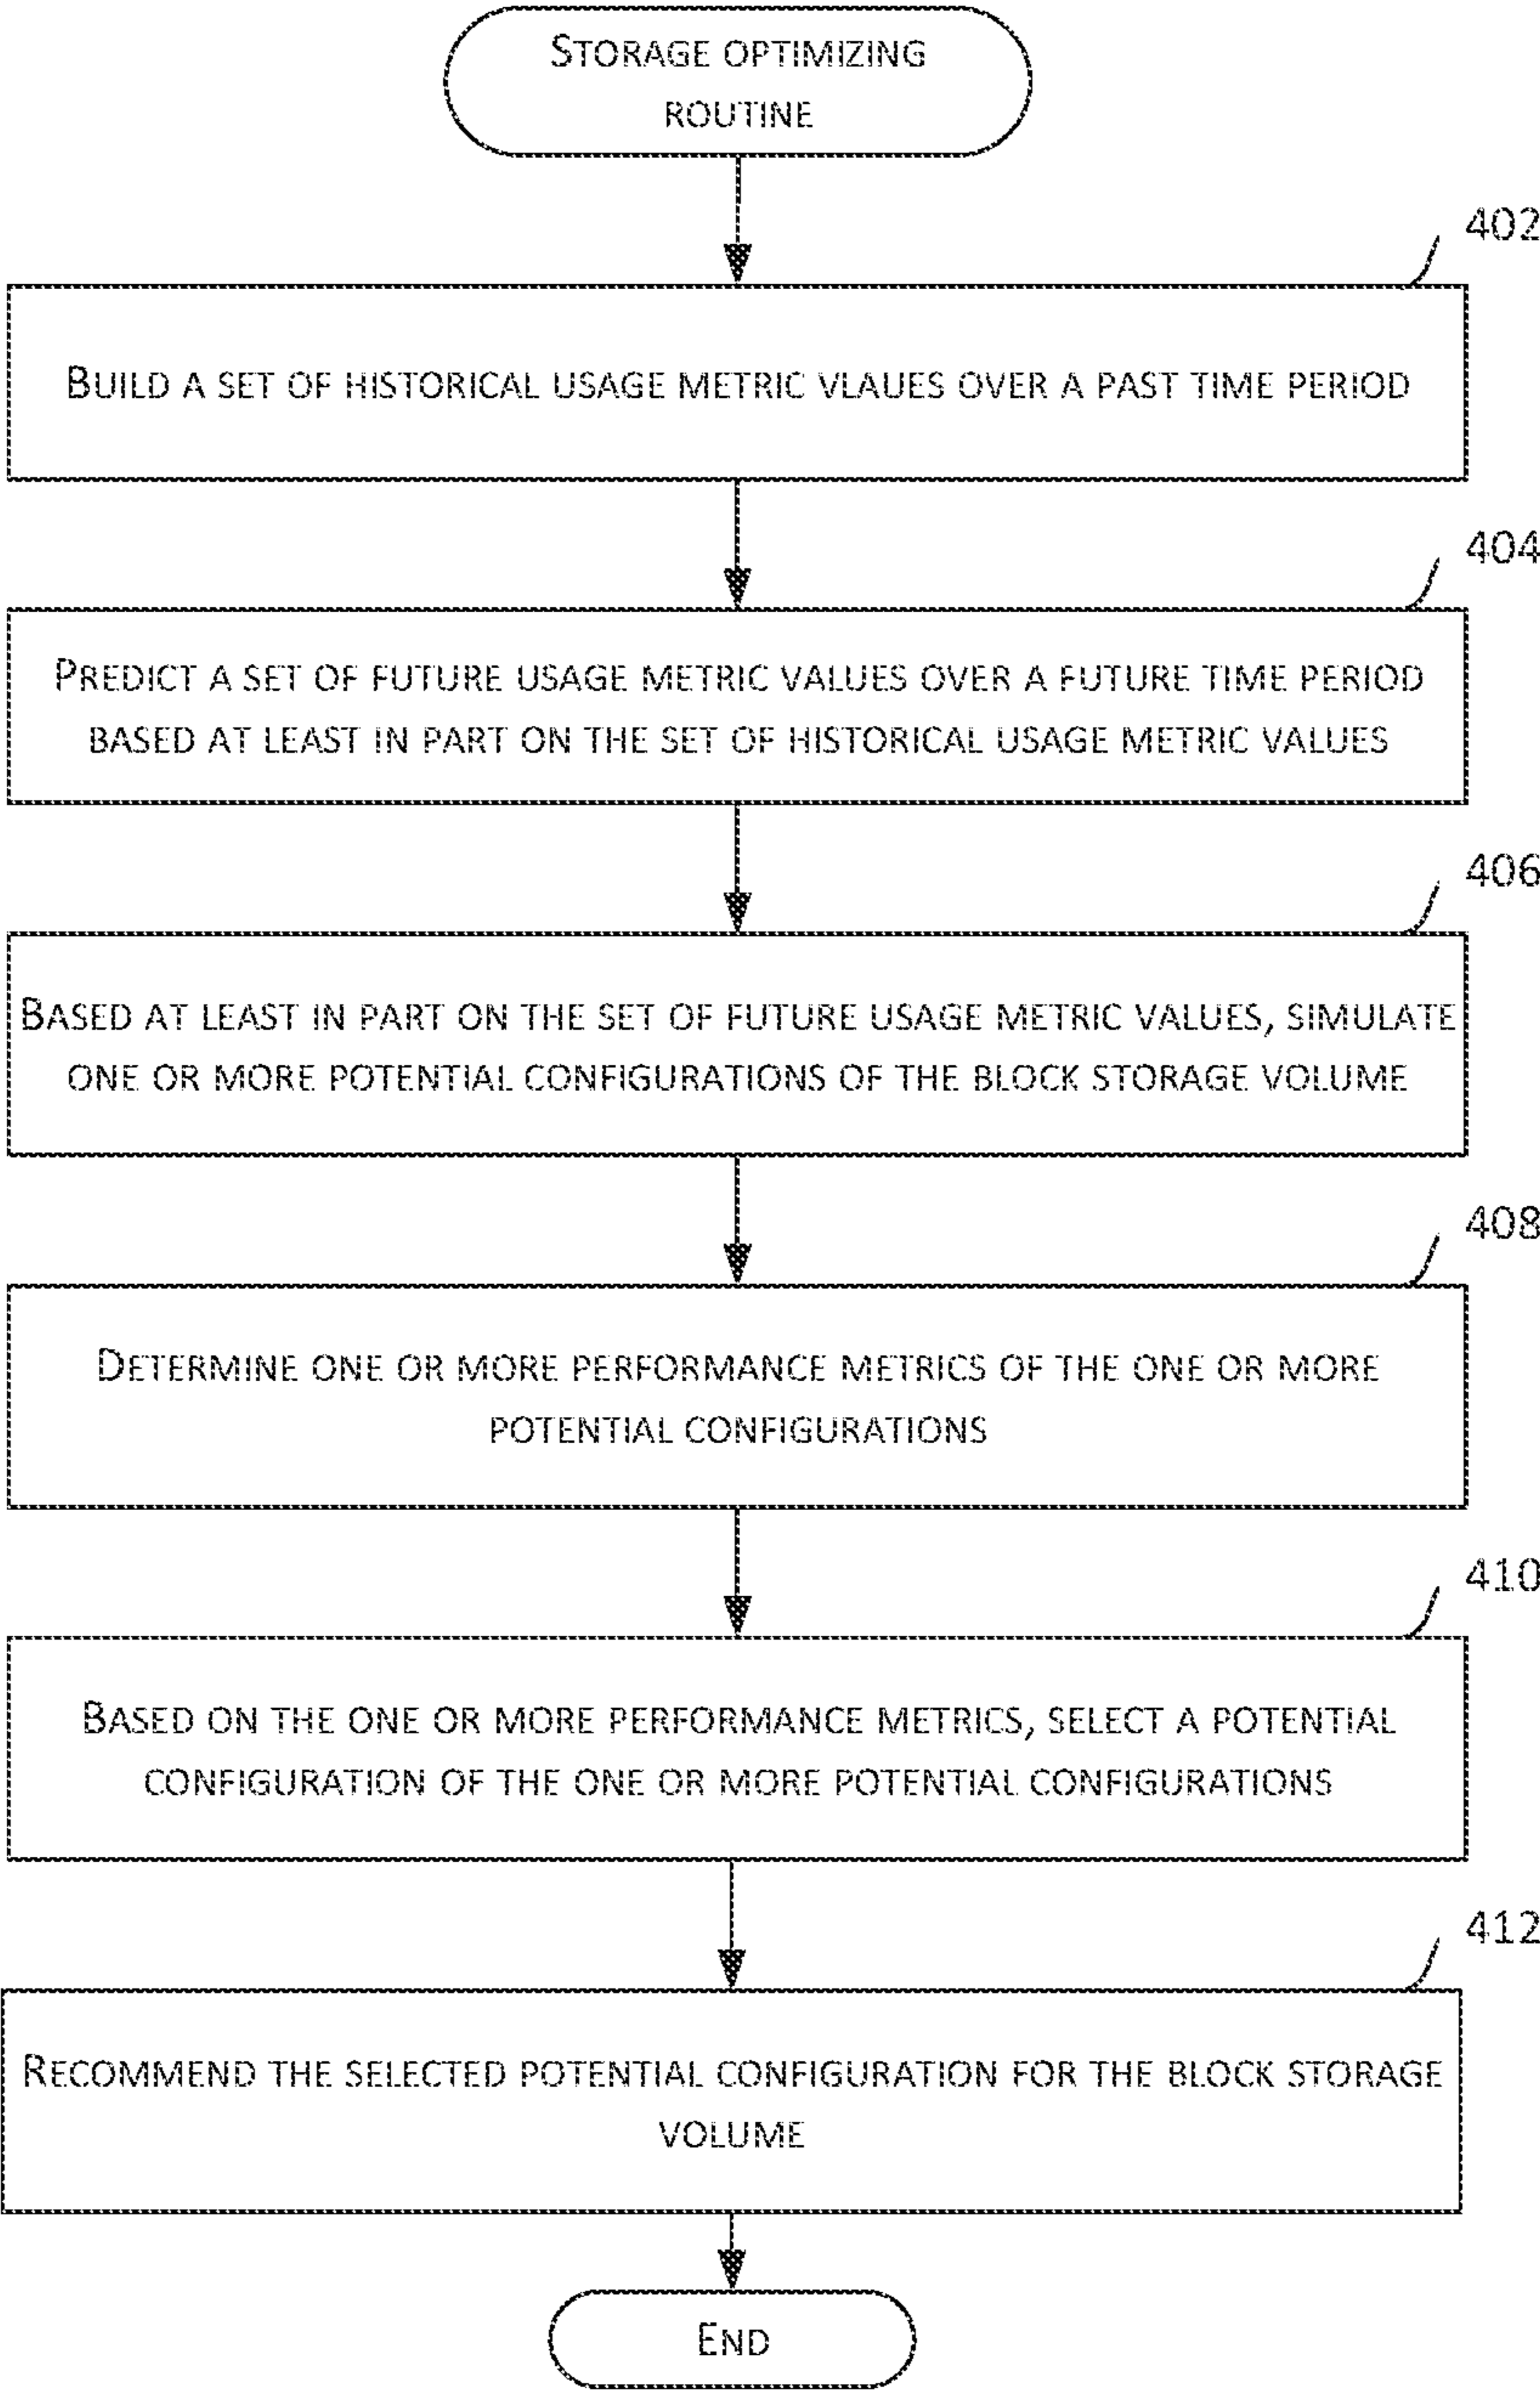 STORAGE OPTIMIZING
ROUTINE
402
BUILD A SET OF HISTORICAL USAGE METRIC VLAUES OVER A PAST TIME PERIOD
404
PREDICT A SET OF FUTURE USAGE METRIC VALUES OVER A FUTURE TIME PERIOD
BASED AT LEAST IN PART ON THE SET OF HISTORICAL USAGE METRIC VALUES
406
BASED AT LEAST IN PART ON THE SET OF FUTURE USAGE METRIC VALUES, SIMULATE
ONE OR MORE POTENTIAL CONFIGURATIONS OF THE BLOCK STORAGE VOLUME
408
DETERMINE ONE OR MORE PERFORMANCE METRICS OF THE ONE OR MORE
POTENTIAL CONFIGURATIONS
410
BASED ON THE ONE OR MORE PERFORMANCE METRICS, SELECT A POTENTIAL
CONFIGURATION OF THE ONE OR MORE POTENTIAL CONFIGURATIONS
412
RECOMMEND THE SELECTED POTENTIAL CONFIGURATION FOR THE BLOCK STORAGE
VOLUME
END